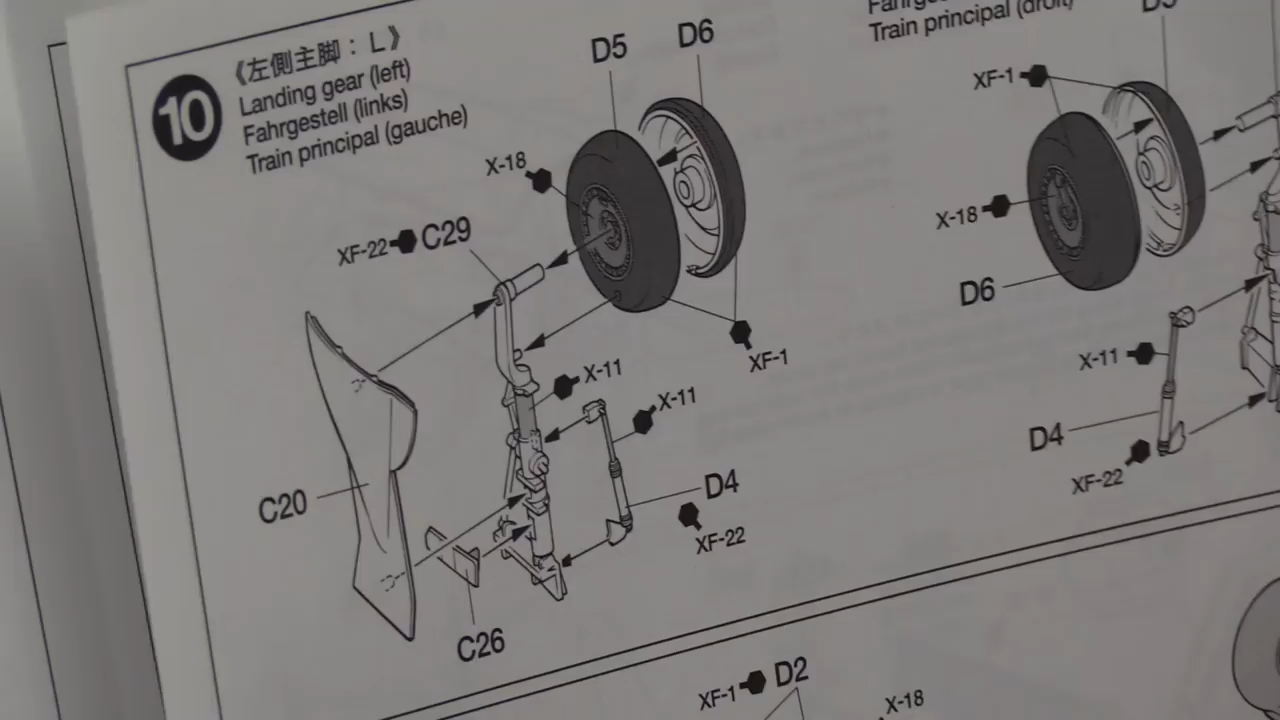 10
《左側主脚：L》
Landing gear (left)
Fahrgestell (links)
Train principal (gauche)
D5
D6
X-18
XF-22
C29
XF-1
X-11
X-11
C20
D4
XF-22
C26
Train principal (droit)
D5
XF-1
X-18
D6
X-11
D4
XF-22
XF-1
D2
X-18